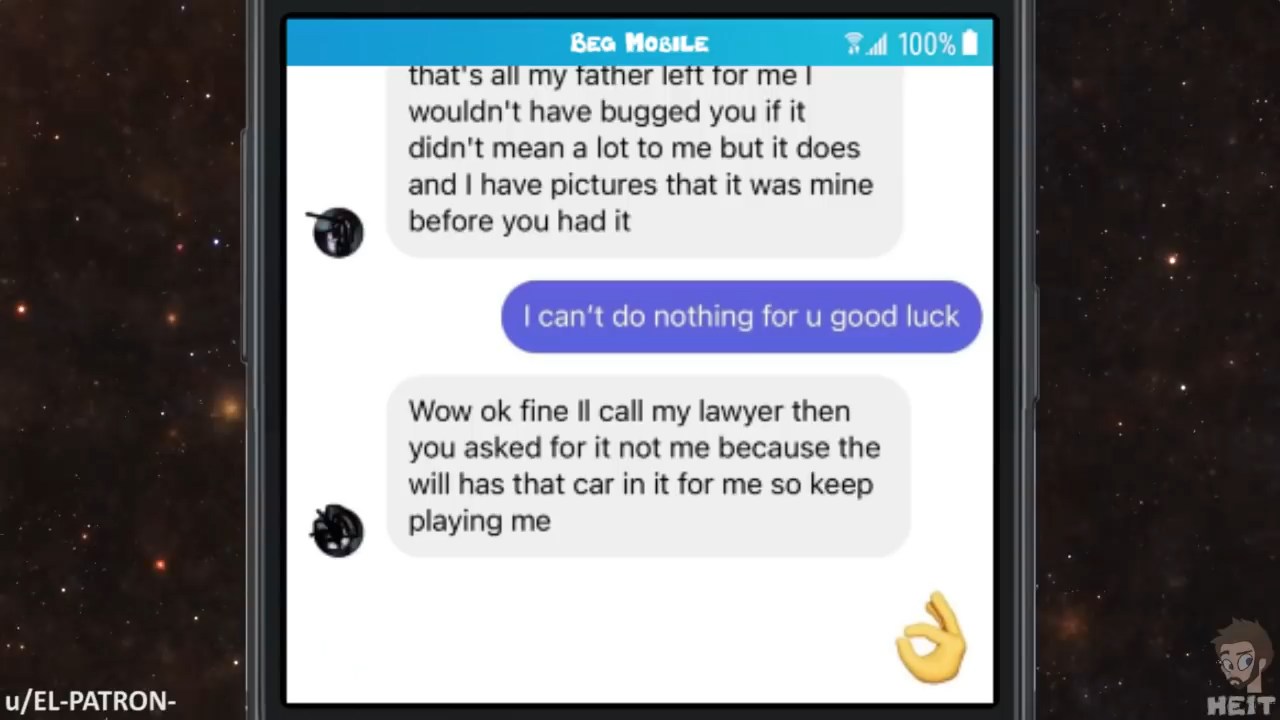 Beg Mobile
100%
that's all my father left for me I
wouldn't have bugged you if it
didn't mean a lot to me but it does
and I have pictures that it was mine
before you had it
I can't do nothing for u good luck
Wow ok fine Il call my lawyer then
you asked for it not me because the
will has that car in it for me so keep
playing me
u/EL-PATRON-
HEIT